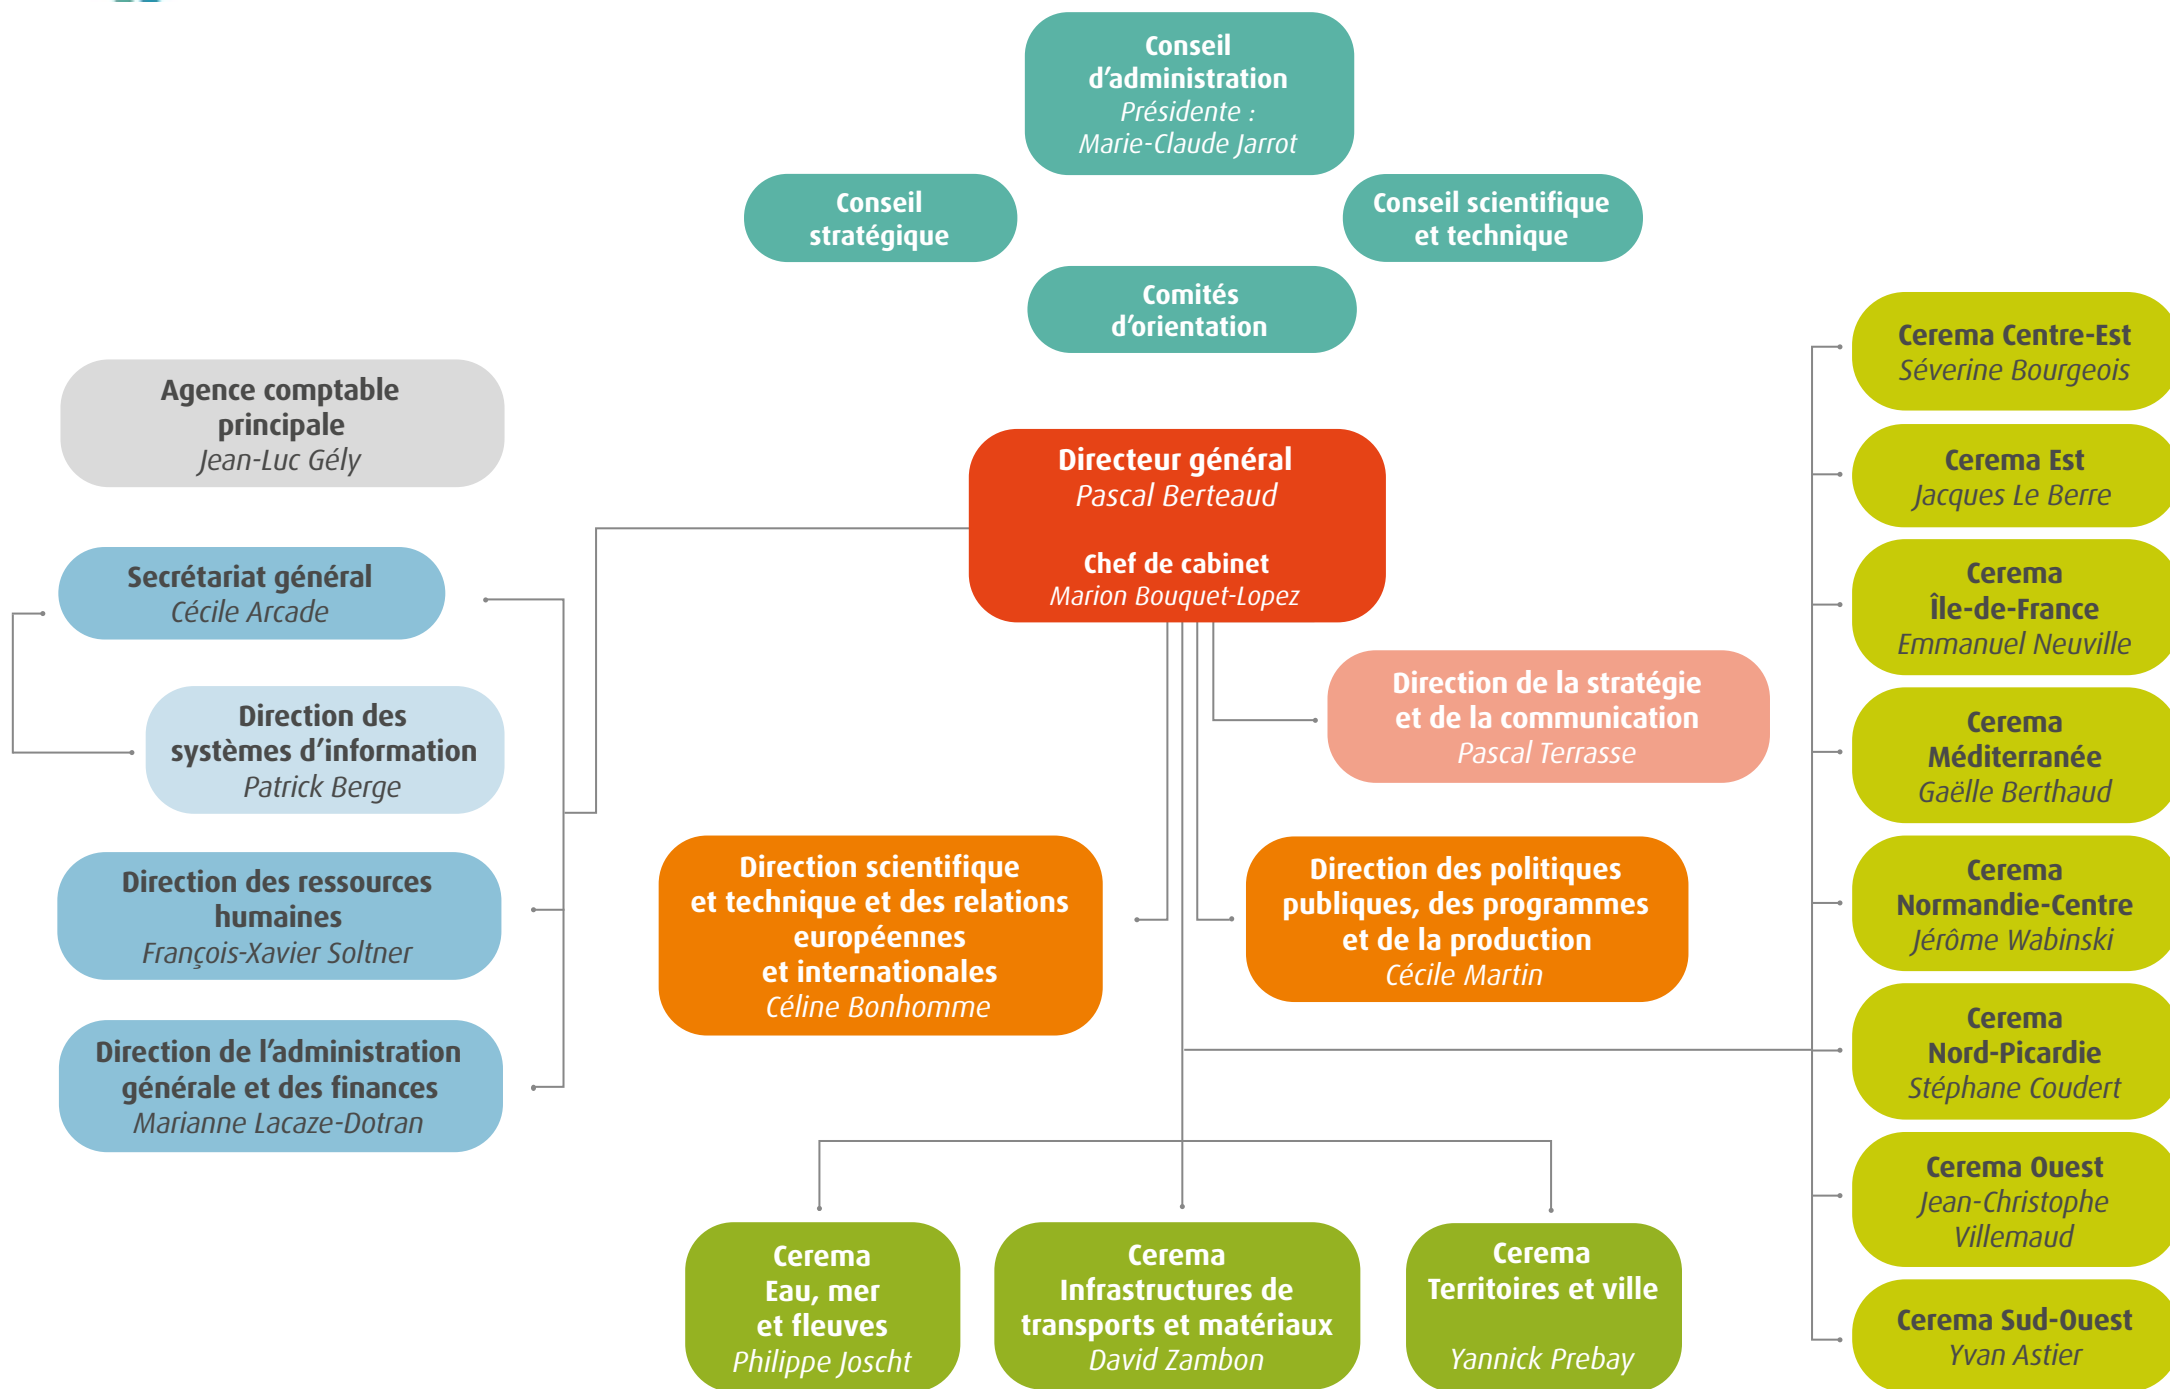 Conseil
d'administration
Présidente :
Marie-Claude Jarrot
Conseil
stratégique
Conseil scientifique
et technique
Comités
d'orientation
Agence comptable
principale
Jean-Luc Gély
Directeur général
Pascal Berteaud
Chef de cabinet
Marion Bouquet-Lopez
Secrétariat général
Cécile Arcade
Direction des
systèmes d'information
Patrick Berge
Direction des ressources
humaines
François-Xavier Soltner
Direction de l'administration
générale et des finances
Marianne Lacaze-Dotran
Direction de la stratégie
et de la communication
Pascal Terrasse
Direction scientifique
et technique et des relations
européennes
et internationales
Céline Bonhomme
Direction des politiques
publiques, des programmes
et de la production
Cécile Martin
Cerema
Eau, mer
et fleuves
Philippe Joscht
Cerema
Infrastructures de
transports et matériaux
David Zambon
Cerema
Territoires et ville
Yannick Prebay
Cerema Centre-Est
Séverine Bourgeois
Cerema Est
Jacques Le Berre
Cerema
Île-de-France
Emmanuel Neuville
Cerema
Méditerranée
Gaëlle Berthaud
Cerema
Normandie-Centre
Jérôme Wabinski
Cerema
Nord-Picardie
Stéphane Coudert
Cerema Ouest
Jean-Christophe
Villemaud
Cerema Sud-Ouest
Yvan Astier